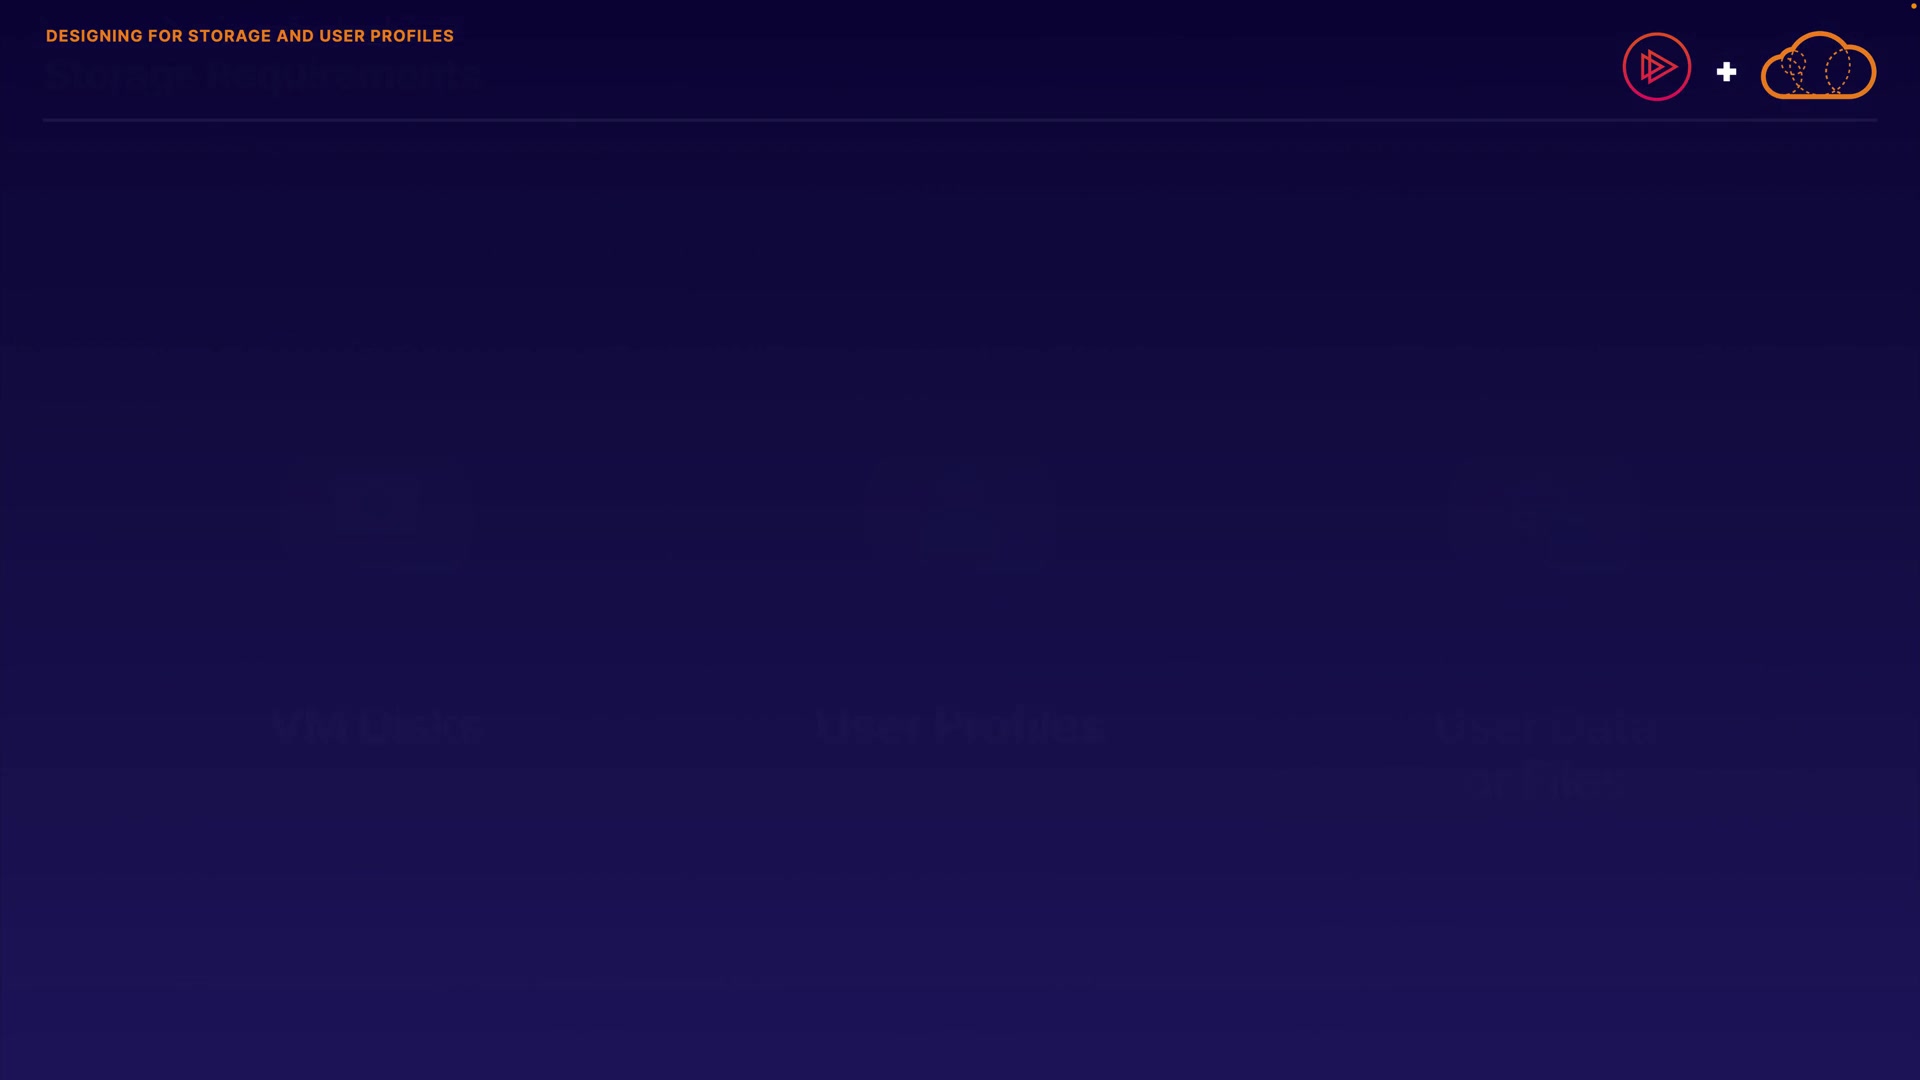 DESIGNING FOR STORAGE AND USER PROFILES
Storage Requirements
VM Disks
User Profiles
User Data
or Files